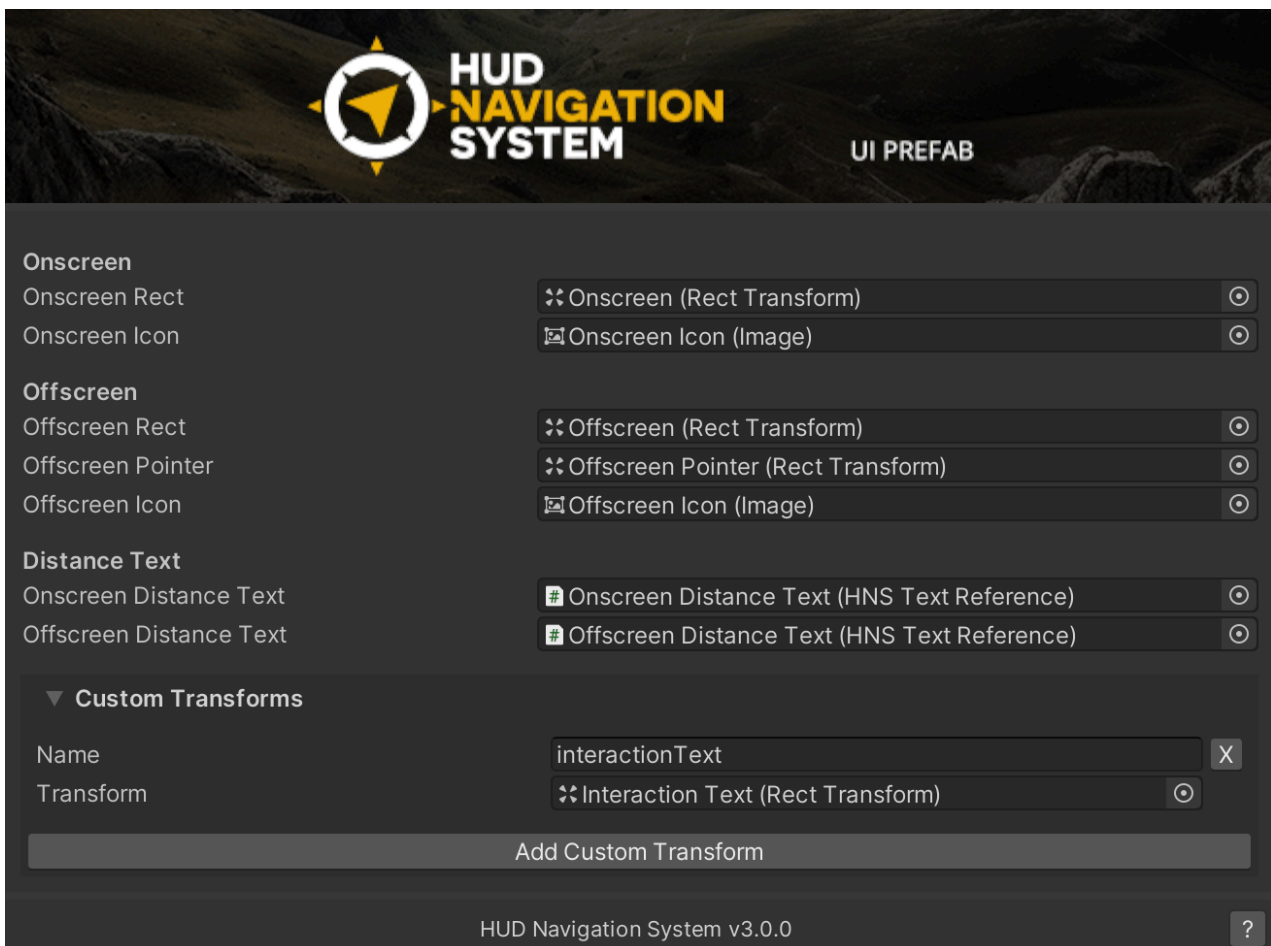 HUD
NAVIGATION
SYSTEM
UI PREFAB
Onscreen
Onscreen Rect Onscreen (Rect Transform)
Onscreen Icon Onscreen Icon (Image)
Offscreen
Offscreen Rect Offscreen (Rect Transform)
Offscreen Pointer Offscreen Pointer (Rect Transform)
Offscreen Icon Offscreen Icon (Image)
Distance Text
Onscreen Distance Text # Onscreen Distance Text (HNS Text Reference)
Offscreen Distance Text # Offscreen Distance Text (HNS Text Reference)
Custom Transforms
Name interactionText X
Transform Interaction Text (Rect Transform)
Add Custom Transform
HUD Navigation System v3.0.0 ?